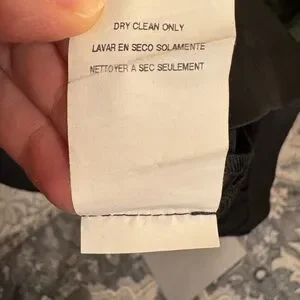 DRY CLEAN ONLY
LAVAR EN SECO SOLAMENTE
NETTOYER A SEC SEULEMENT